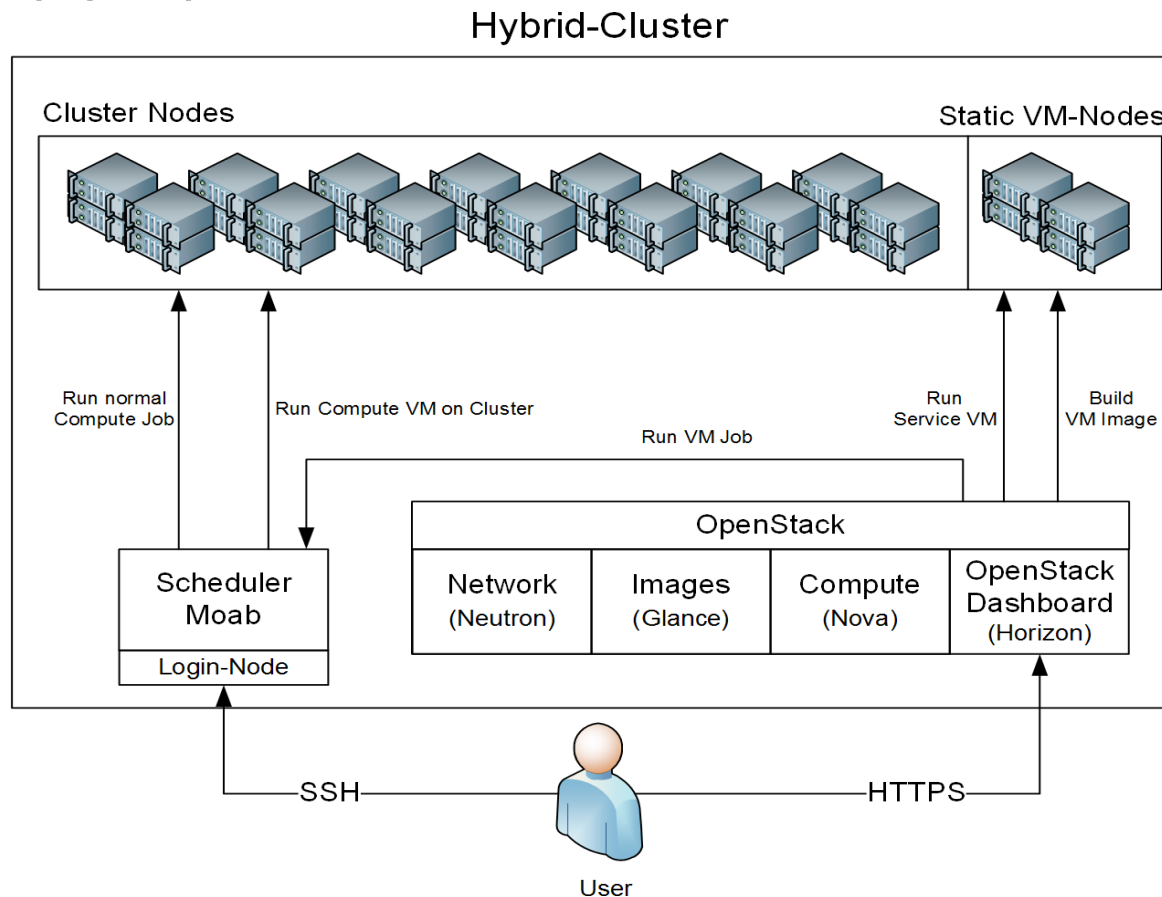 Hybrid-Cluster
Cluster Nodes
Static VM-Nodes
Run normal
Compute Job
Run Compute VM on Cluster
Run VM Job
Run
Service VM
Build
VM Image
Scheduler
Moab
Login-Node
OpenStack
Network
(Neutron)
Images
(Glance)
Compute
(Nova)
OpenStack
Dashboard
(Horizon)
SSH
HTTPS
User